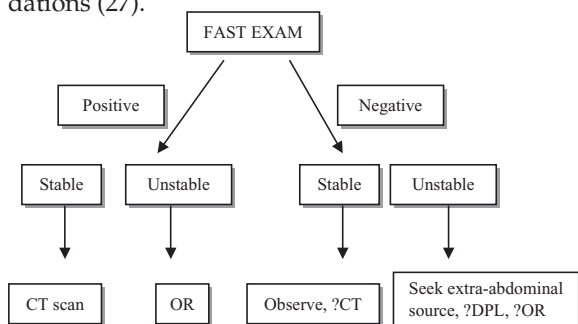 dations (27).
FAST EXAM
Positive
Negative
Stable
Unstable
Stable
Unstable
CT scan
OR
Observe, ?CT
Seek extra-abdominal
source, ?DPL, ?OR